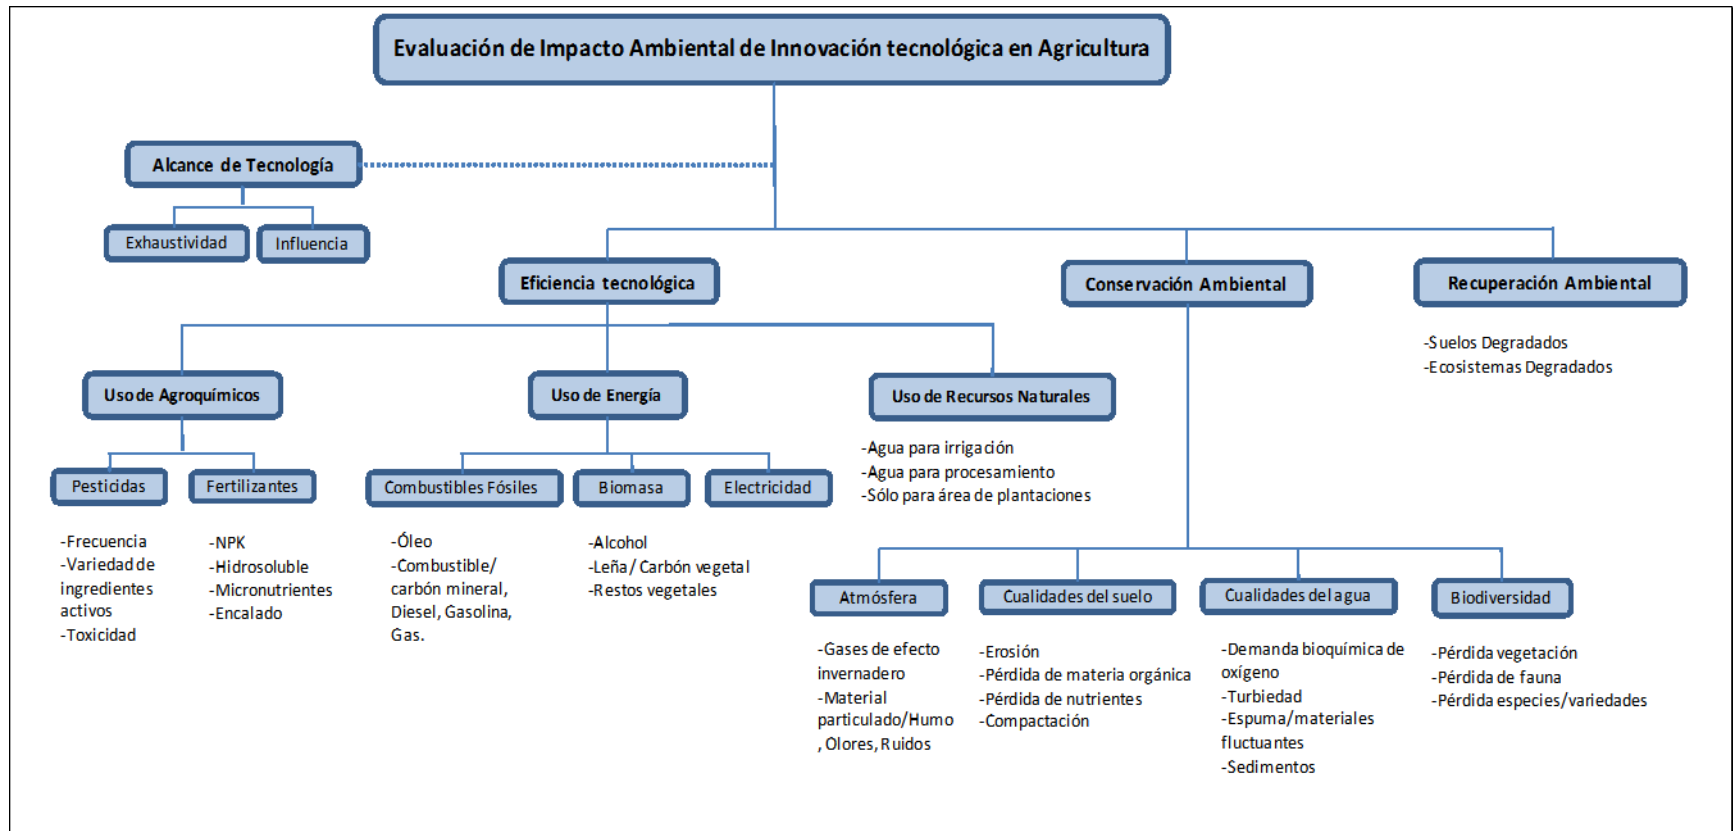 Evaluación de Impacto Ambiental de Innovación tecnológica en Agricultura
Alcance de Tecnología
Exhaustividad
Influencia
Eficiencia tecnológica
Conservación Ambiental
Recuperación Ambiental
-Suelos Degradados
-Ecosistemas Degradados
Uso de Agroquímicos
Uso de Energía
Uso de Recursos Naturales
-Agua para irrigación
-Agua para procesamiento
-Sólo para área de plantaciones
Pesticidas
Fertilizantes
Combustibles Fósiles
Biomasa
Electricidad
-Frecuencia
-Variedad de
ingredientes
activos
-Toxicidad
-NPK
-Hidrosoluble
-Micronutrientes
-Encalado
-Óleo
-Combustible/
carbón mineral,
Diesel, Gasolina,
Gas.
-Alcohol
-Leña/ Carbón vegetal
-Restos vegetales
Atmósfera
Cualidades del suelo
Cualidades del agua
Biodiversidad
-Gases de efecto
invernadero
-Material
particulado/Humo
, Olores, Ruidos
-Erosión
-Pérdida de materia orgánica
-Pérdida de nutrientes
-Compactación
-Demanda bioquímica de
oxígeno
-Turbiedad
-Espuma/materiales
fluctuantes
-Sedimentos
-Pérdida vegetación
-Pérdida de fauna
-Pérdida especies/variedades